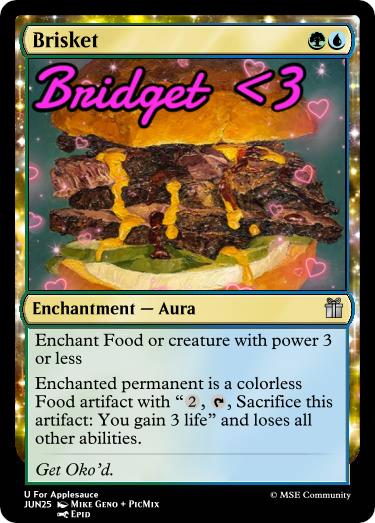 Brisket
Bridget <3
Enchantment — Aura
Enchant Food or creature with power 3
or less
Enchanted permanent is a colorless
Food artifact with “2, T, Sacrifice this
artifact: You gain 3 life” and loses all
other abilities.
Get Oko’d.
U For Applesauce
JUN25 Mike Geno + PicMix
© MSE Community
Epid